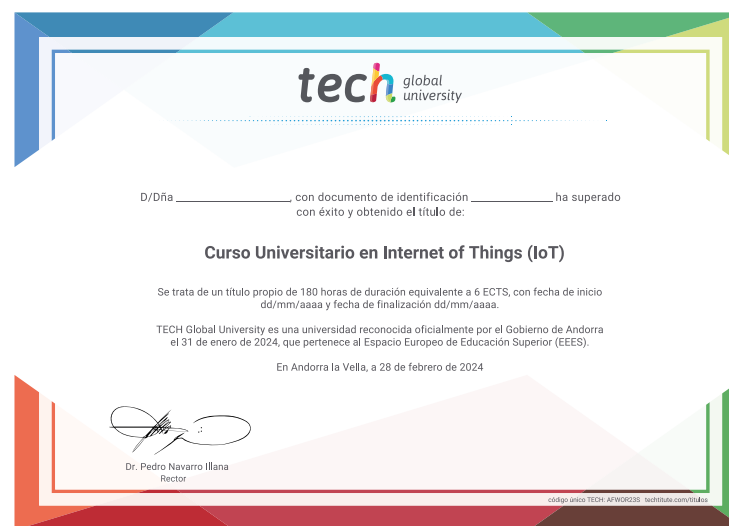 tech global university
D/Dña ____________, con documento de identificación ____________ ha superado
con éxito y obtenido el título de:
Curso Universitario en Internet of Things (IoT)
Se trata de un título propio de 180 horas de duración equivalente a 6 ECTS, con fecha de inicio
dd/mm/aaaa y fecha de finalización dd/mm/aaaa.
TECH Global University es una universidad reconocida oficialmente por el Gobierno de Andorra
el 31 de enero de 2024, que pertenece al Espacio Europeo de Educación Superior (EEES).
En Andorra la Vella, a 28 de febrero de 2024
Dr. Pedro Navarro Illana
Rector
código único TECH: AFWOR23S techtitute.com/titulos